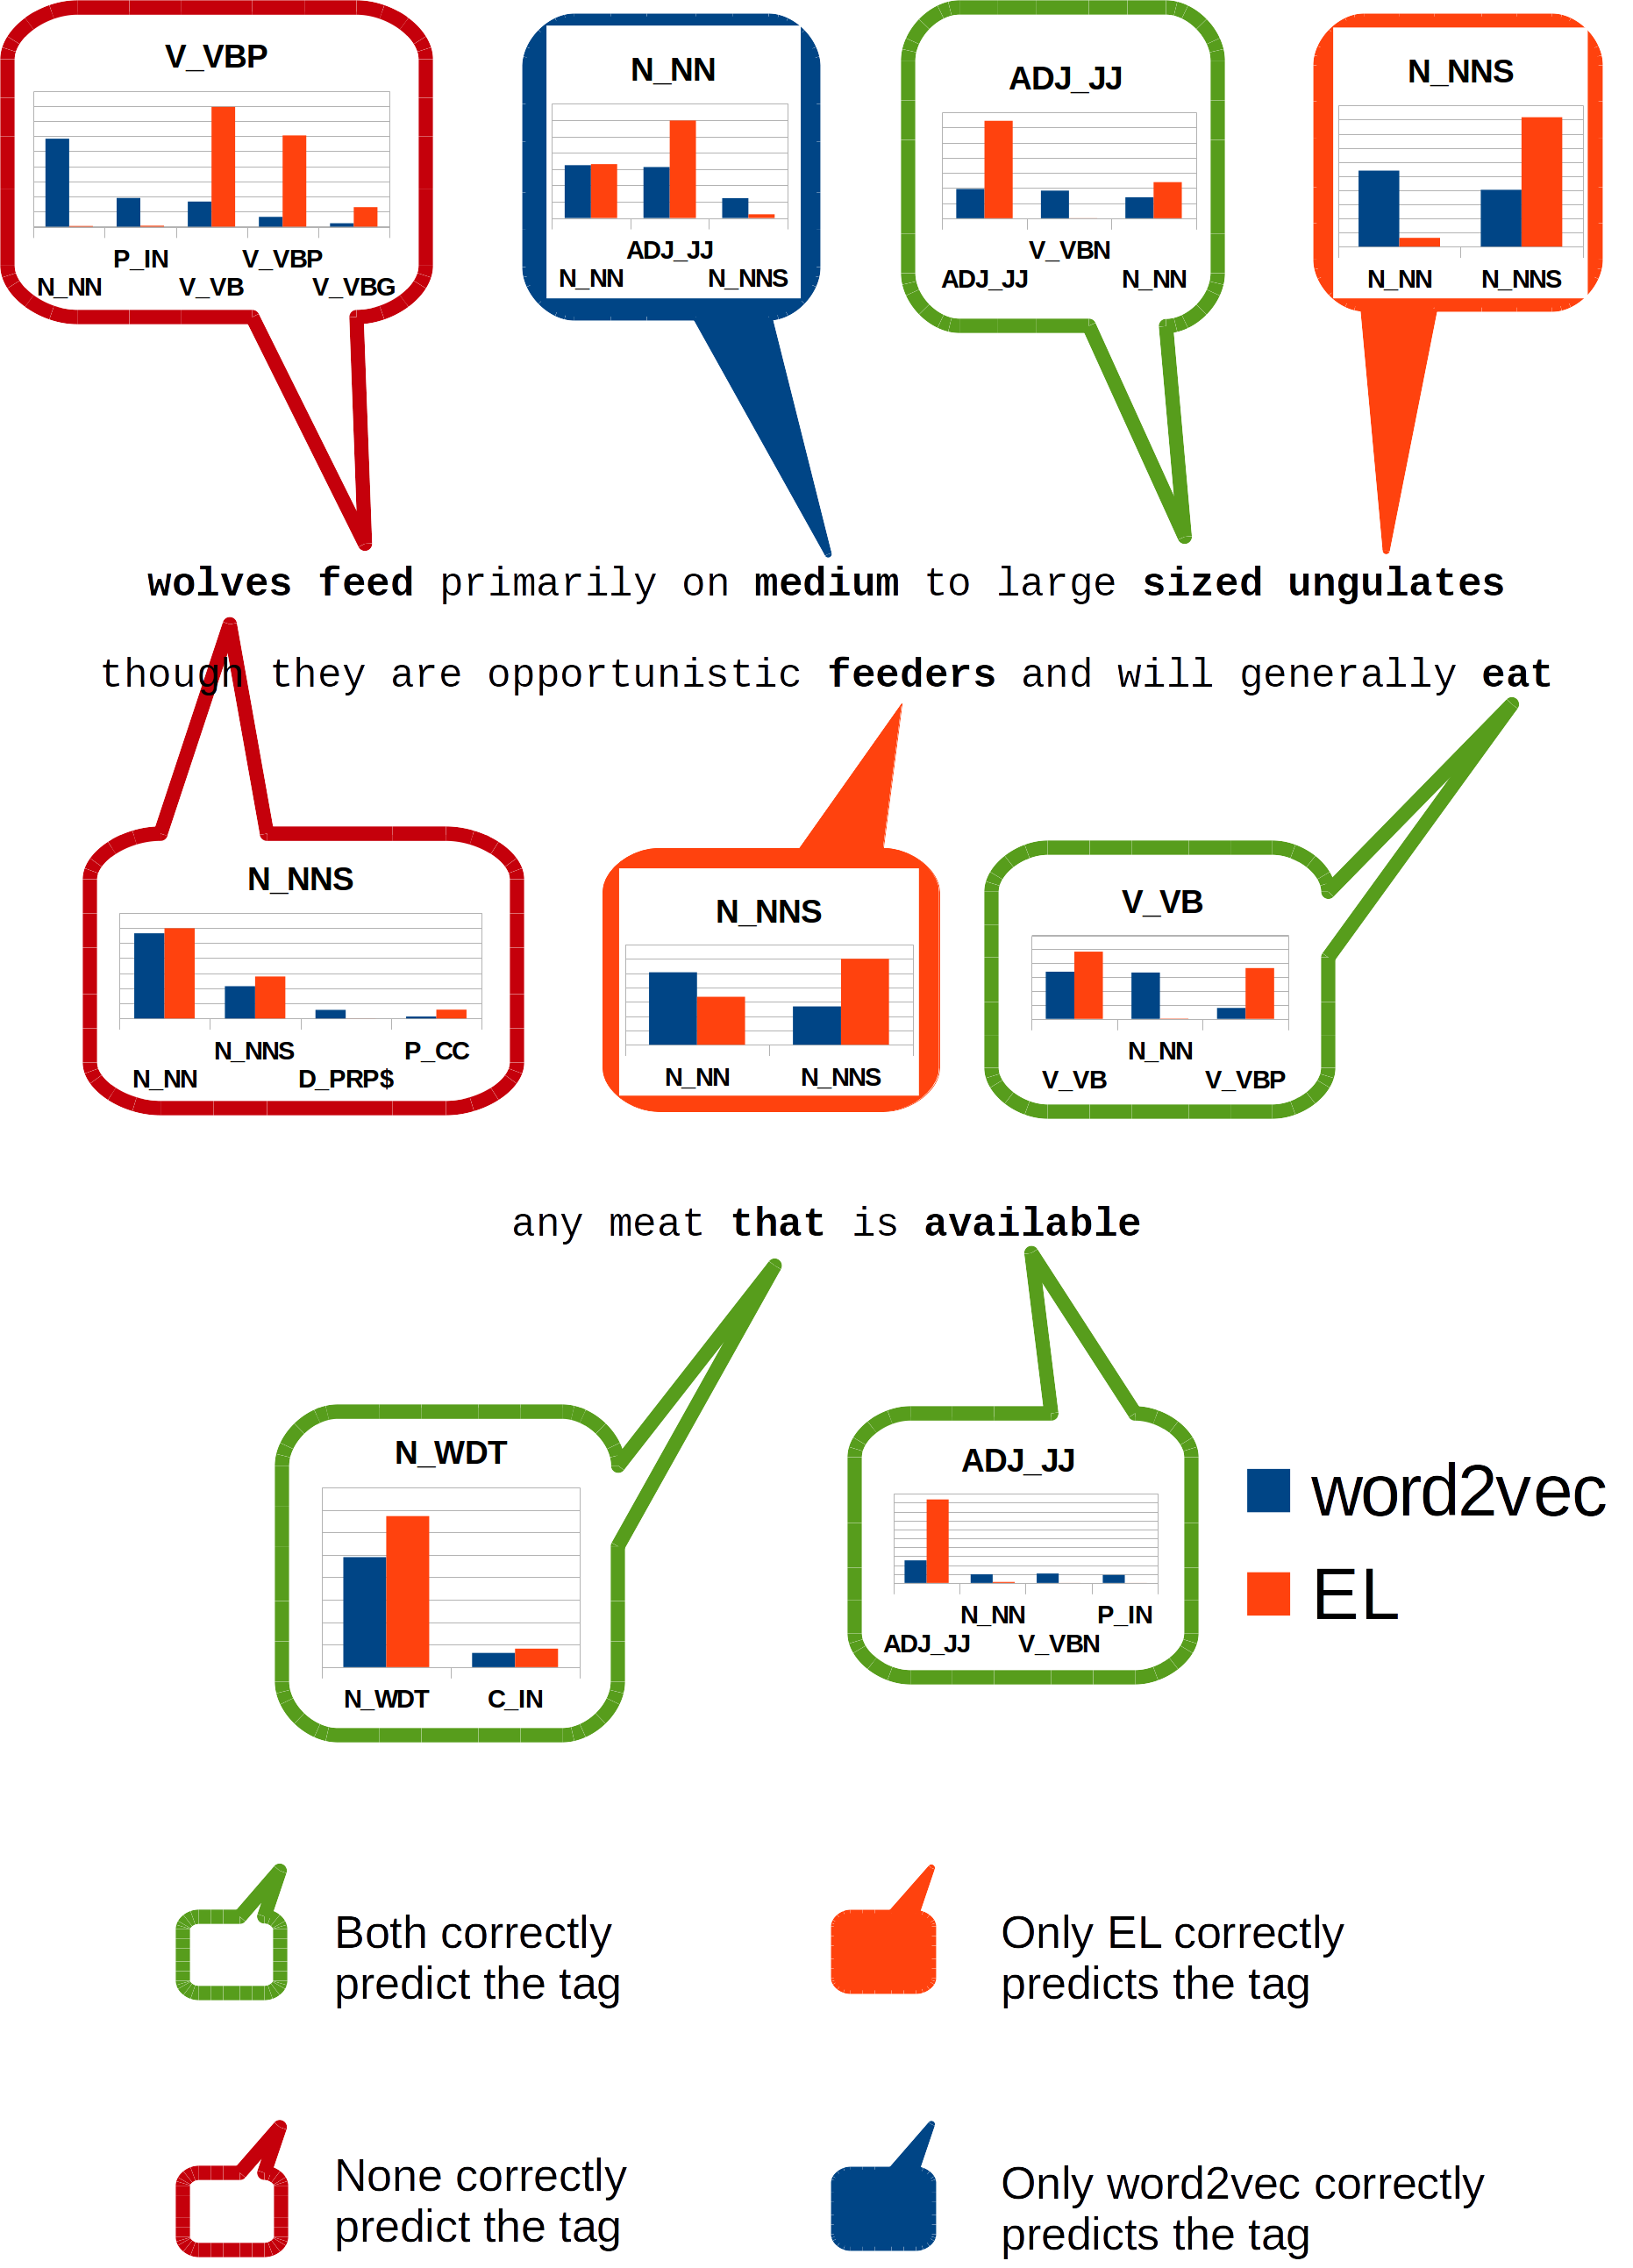 V_VBP
N_NN
ADJ_JJ
N_NNS
P_IN V_VBP
N_NN V_VB V_VBG
ADJ_JJ
N_NN N_NNS
V_VBN
ADJ_JJ N_NN
N_NN N_NNS
wolves feed primarily on medium to large sized ungulates
though they are opportunistic feeders and will generally eat
N_NNS
N_NNS
V_VB
N_NNS P_CC
N_NN D_PRP$
N_NN N_NNS
N_NN
V_VB V_VBP
any meat that is available
N_WDT
ADJ_JJ
N_WDT C_IN
N_NN P_IN
ADJ_JJ V_VBN
word2vec
EL
Both correctly
predict the tag
Only EL correctly
predicts the tag
None correctly
predict the tag
Only word2vec correctly
predicts the tag